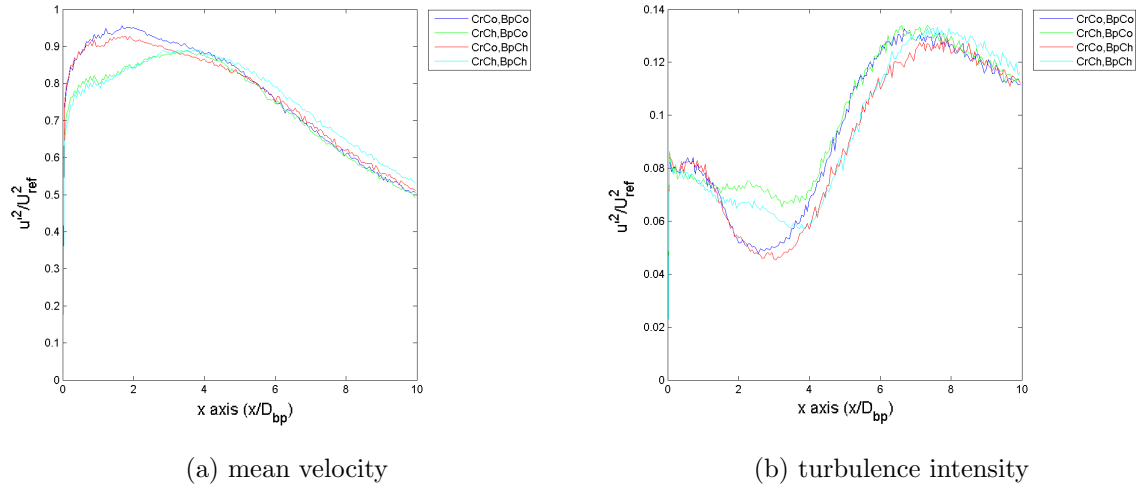 1
0.9
0.8
0.7
0.6
0.5
0.4
0.3
0.2
0.1
0
0 2 4 6 8 10
u'²/U²ref
x axis (x/Dbp)
CrCo,BpCo
CrCh,BpCo
CrCo,BpCh
CrCh,BpCh
(a) mean velocity
0.14
0.12
0.1
0.08
0.06
0.04
0.02
0
0 2 4 6 8 10
u'²/U²ref
x axis (x/Dbp)
CrCo,BpCo
CrCh,BpCo
CrCo,BpCh
CrCh,BpCh
(b) turbulence intensity